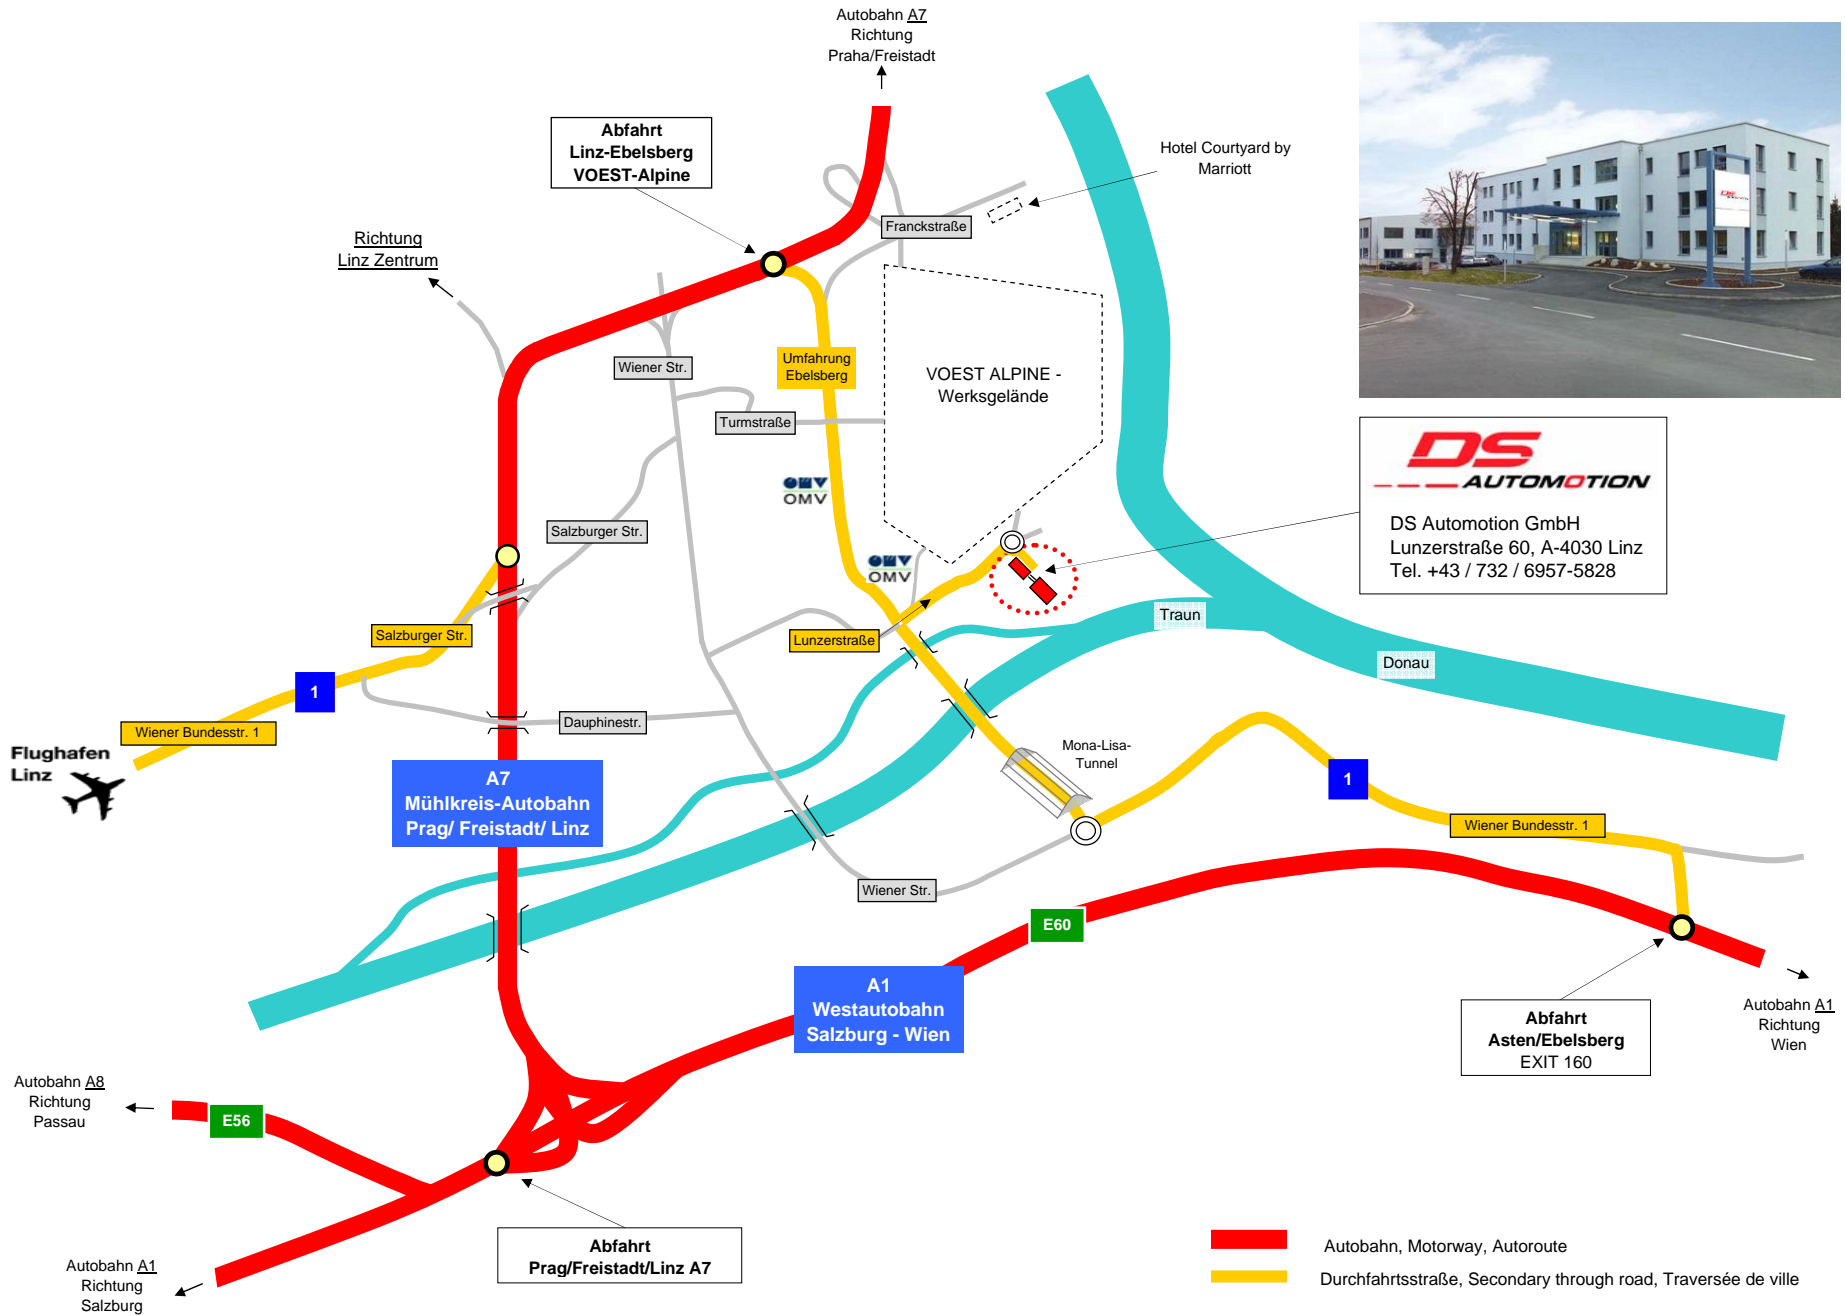 Autobahn A7
Richtung
Praha/Freistadt
Abfahrt
Linz-Ebelsberg
VOEST-Alpine
Hotel Courtyard by
Marriott
Franckstraße
Richtung
Linz Zentrum
Wiener Str.
Umfahrung
Ebelsberg
VOEST ALPINE -
Werksgelände
Turmstraße
OMV
OMV
Salzburger Str.
OMV
OMV
DS
AUTOMOTION
DS Automotion GmbH
Lunzerstraße 60, A-4030 Linz
Tel. +43 / 732 / 6957-5828
DS
Traun
Salzburger Str.
Lunzerstraße
Donau
1
Wiener Bundesstr. 1
Dauphinestr.
Flughafen
Linz
Mona-Lisa-
Tunnel
A7
Mühlkreis-Autobahn
Prag/ Freistadt/ Linz
1
Wiener Bundesstr. 1
Wiener Str.
E60
A1
Westautobahn
Salzburg - Wien
Abfahrt
Asten/Ebelsberg
EXIT 160
Autobahn A1
Richtung
Wien
Autobahn A8
Richtung
Passau
E56
Abfahrt
Prag/Freistadt/Linz A7
Autobahn A1
Richtung
Salzburg
Autobahn, Motorway, Autoroute
Durchfahrtsstraße, Secondary through road, Traversée de ville